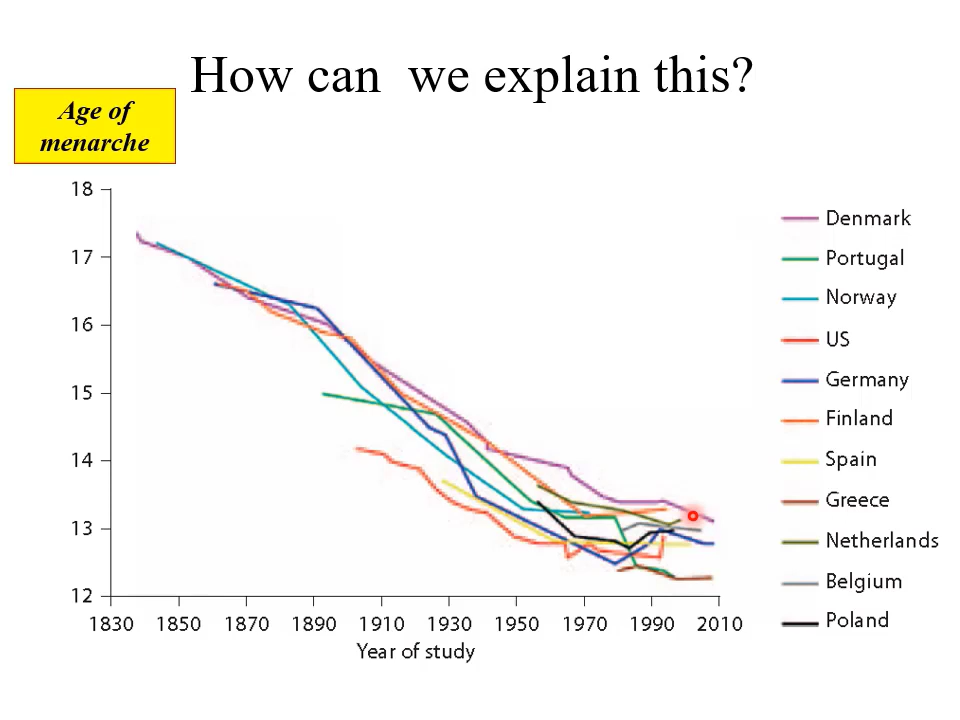 How can  we explain this?
Age of
menarche
18
17
16
15
14
13
12
1830 1850 1870 1890 1910 1930 1950 1970 1990 2010
Year of study
Denmark
Portugal
Norway
US
Germany
Finland
Spain
Greece
Netherlands
Belgium
Poland